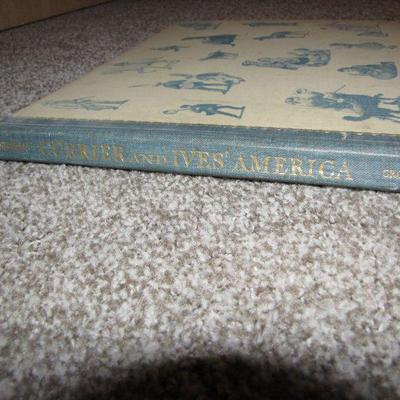 CURRIER AND IVES' AMERICA